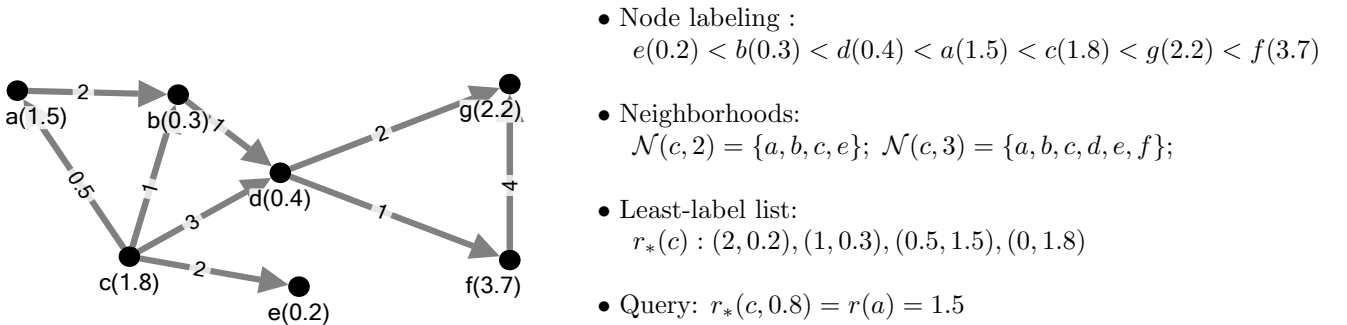 2
a(1.5)
b(0.3)
1
g(2.2)
2
0.5
1
3
d(0.4)
1
4
c(1.8)
2
e(0.2)
f(3.7)
• Node labeling :
e(0.2) < b(0.3) < d(0.4) < a(1.5) < c(1.8) < g(2.2) < f(3.7)
• Neighborhoods:
𝒩(c, 2) = {a, b, c, e}; 𝒩(c, 3) = {a, b, c, d, e, f};
• Least-label list:
r∗(c) : (2, 0.2), (1, 0.3), (0.5, 1.5), (0, 1.8)
• Query: r∗(c, 0.8) = r(a) = 1.5